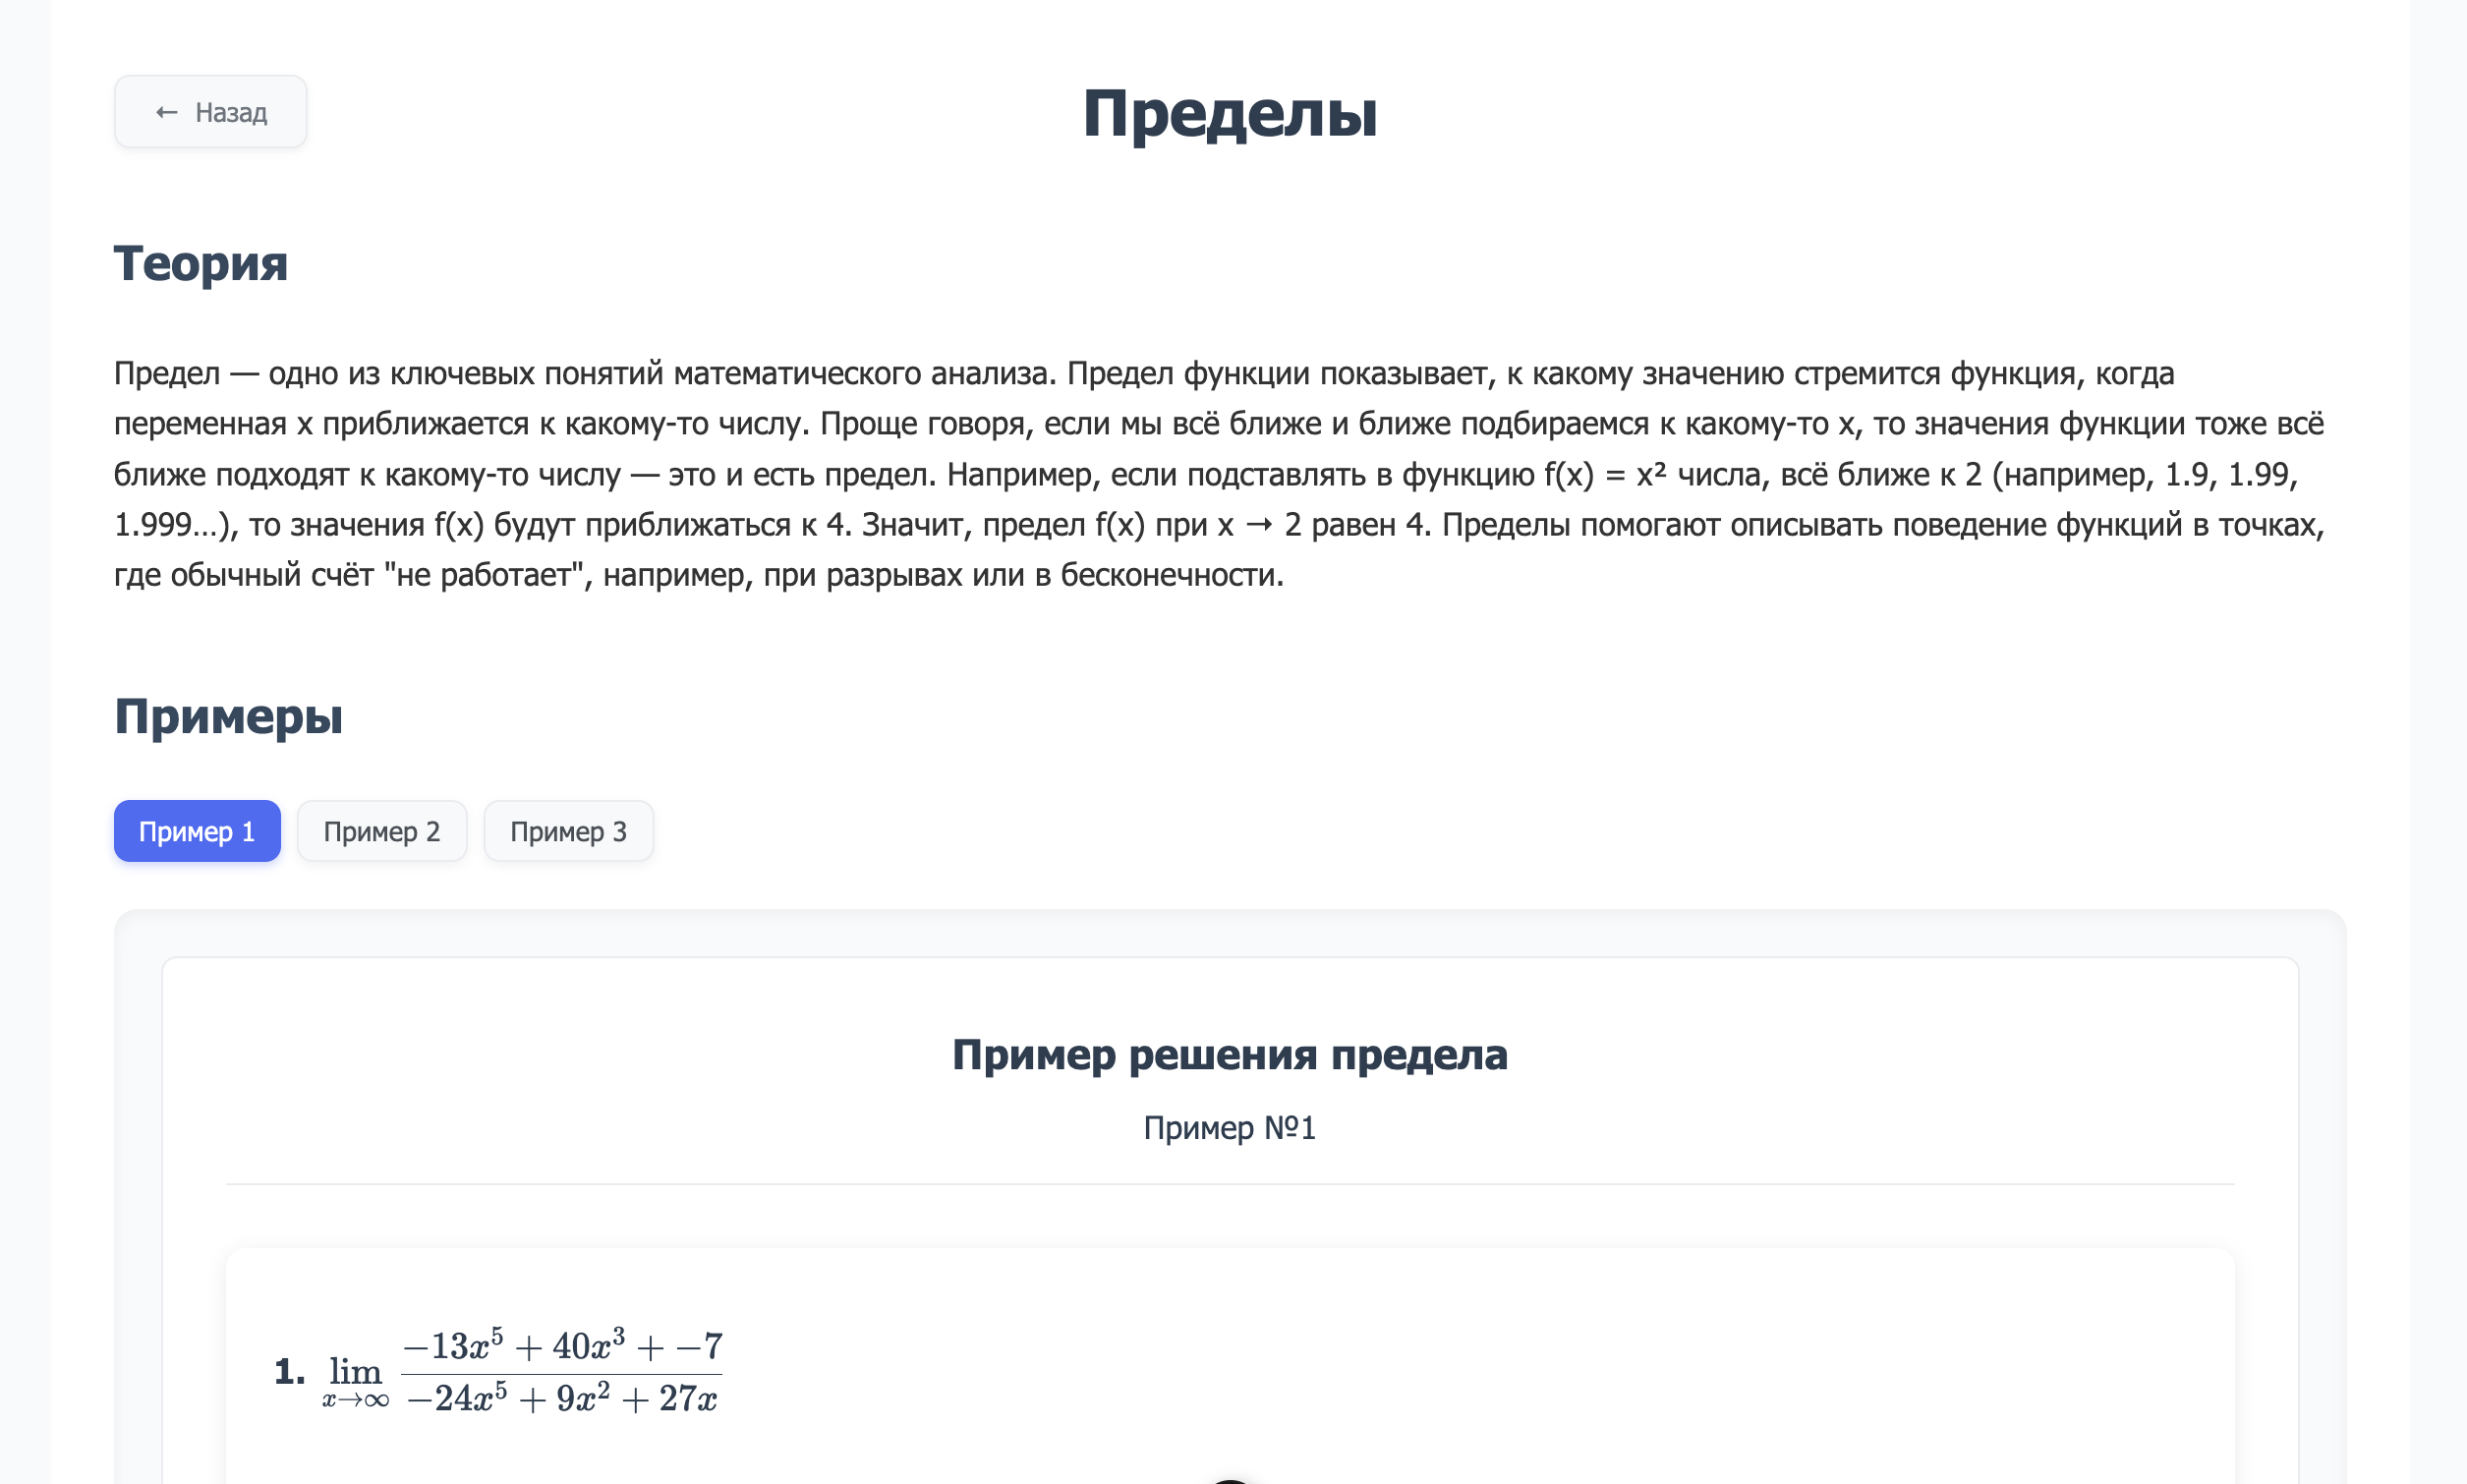 ← Назад
Пределы
Теория
Предел — одно из ключевых понятий математического анализа. Предел функции показывает, к какому значению стремится функция, когда
переменная x приближается к какому-то числу. Проще говоря, если мы всё ближе и ближе подбираемся к какому-то x, то значения функции тоже всё
ближе подходят к какому-то числу — это и есть предел. Например, если подставлять в функцию f(x) = x² числа, всё ближе к 2 (например, 1.9, 1.99,
1.999...), то значения f(x) будут приближаться к 4. Значит, предел f(x) при x → 2 равен 4. Пределы помогают описывать поведение функций в точках,
где обычный счёт "не работает", например, при разрывах или в бесконечности.
Примеры
Пример 1 Пример 2 Пример 3
Пример решения предела
Пример №1
1. \lim_{x \to \infty} \frac{-13x^5 + 40x^3 + -7}{-24x^5 + 9x^2 + 27x}